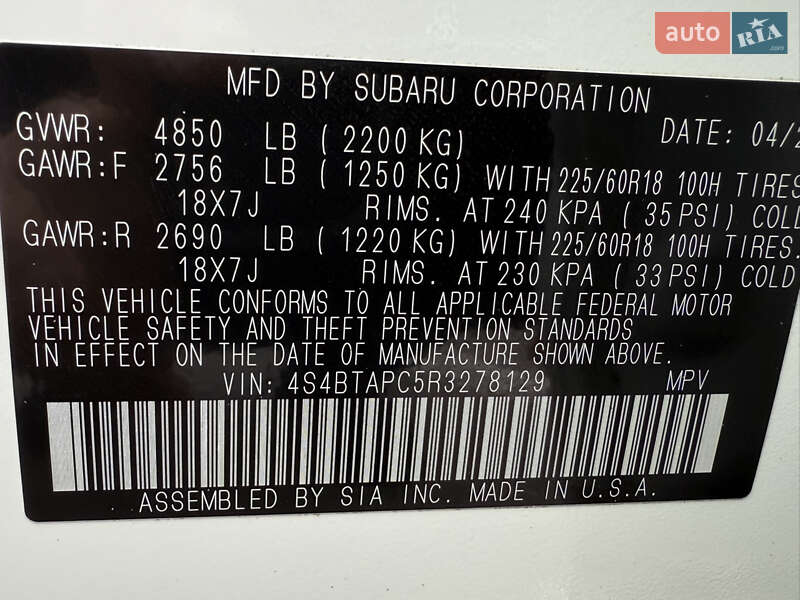 auto RIA.com
MFD BY SUBARU CORPORATION
GVWR: 4850 LB ( 2200 KG) DATE: 04/2
GAWR:F 2756 LB ( 1250 KG) WITH 225/60R18 100H TIRES
18X7J RIMS. AT 240 KPA ( 35 PSI) COLD
GAWR:R 2690 LB ( 1220 KG) WITH 225/60R18 100H TIRES.
18X7J RIMS. AT 230 KPA ( 33 PSI) COLD
THIS VEHICLE CONFORMS TO ALL APPLICABLE FEDERAL MOTOR
VEHICLE SAFETY AND THEFT PREVENTION STANDARDS
IN EFFECT ON THE DATE OF MANUFACTURE SHOWN ABOVE.
VIN: 4S4BTAPC5R3278129 MPV
ASSEMBLED BY SIA INC. MADE IN U.S.A.